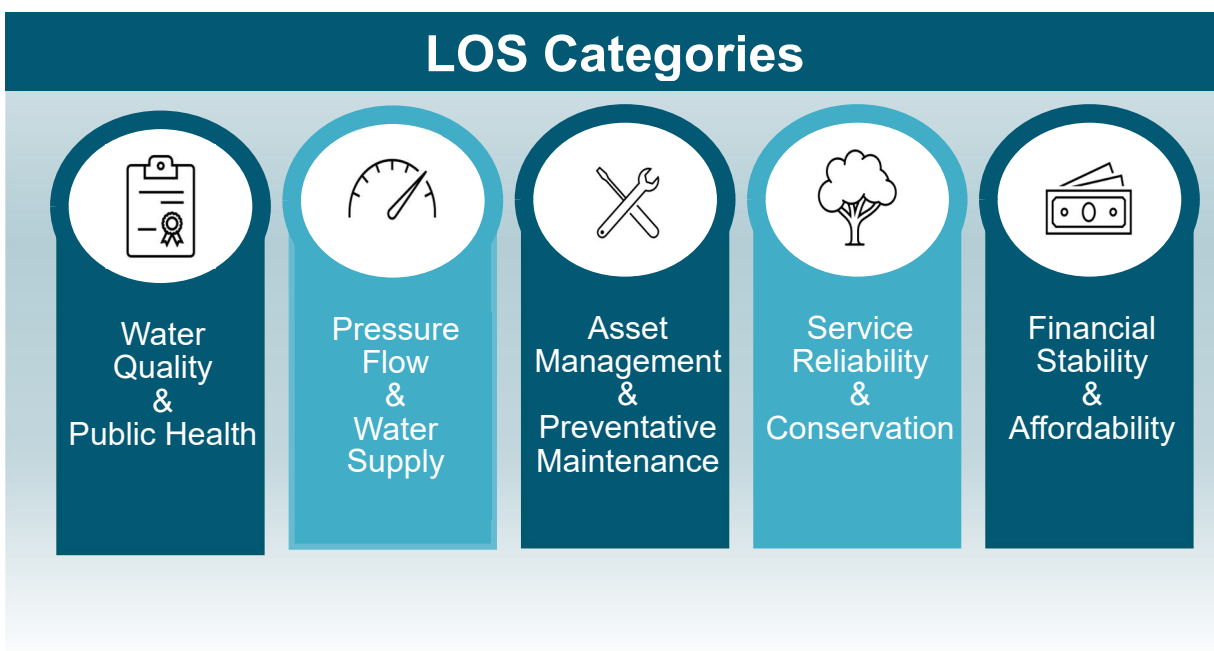 LOS Categories
Water
Quality
&
Public Health
Pressure
Flow
&
Water
Supply
Asset
Management
&
Preventative
Maintenance
Service
Reliability
&
Conservation
Financial
Stability
&
Affordability